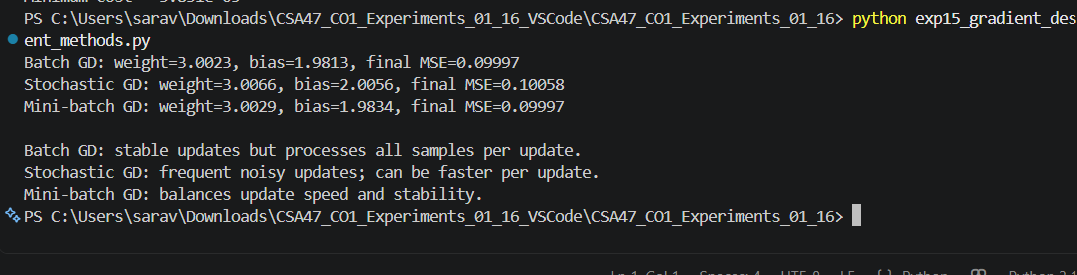 PS C:\Users\sarav\Downloads\CSA47_CO1_Experiments_01_16_VSCode\CSA47_CO1_Experiments_01_16> python exp15_gradient_des
ent_methods.py
Batch GD: weight=3.0023, bias=1.9813, final MSE=0.09997
Stochastic GD: weight=3.0066, bias=2.0056, final MSE=0.10058
Mini-batch GD: weight=3.0029, bias=1.9834, final MSE=0.09997
Batch GD: stable updates but processes all samples per update.
Stochastic GD: frequent noisy updates; can be faster per update.
Mini-batch GD: balances update speed and stability.
PS C:\Users\sarav\Downloads\CSA47_CO1_Experiments_01_16_VSCode\CSA47_CO1_Experiments_01_16>